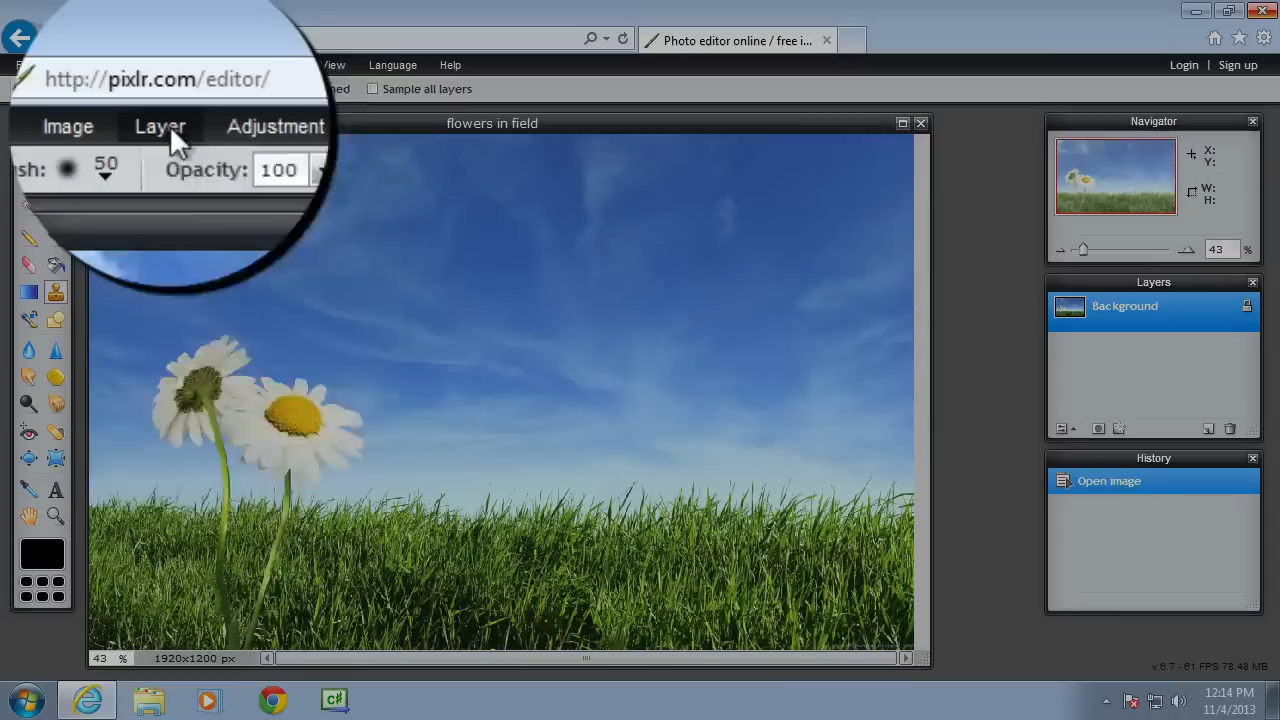 Photo editor online / free i...
http://pixlr.com/editor/
View Language Help
Login Sign up
Image Layer Adjustment
Sample all layers
50 Opacity: 100
flowers in field
Navigator
X:
Y:
W:
H:
43 %
Layers
Background
History
Open image
43 % 1920x1200 px
v.6.7 - 61 FPS 78.48 MB
12:14 PM
11/4/2013